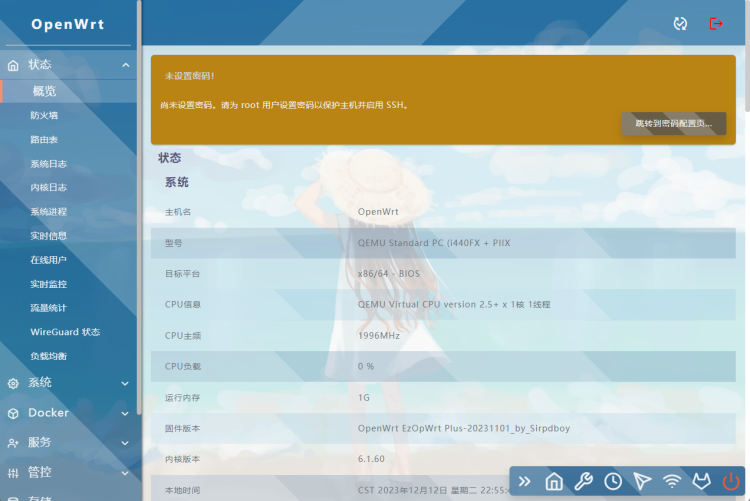 OpenWrt
状态
概览
防火墙
路由表
系统日志
内核日志
系统进程
实时信息
在线用户
实时监控
流量统计
WireGuard 状态
负载均衡
系统
Docker
服务
管控
存储
未设置密码！
尚未设置密码。请为 root 用户设置密码以保护主机并启用 SSH。
跳转到密码配置页...
状态
系统
主机名 OpenWrt
型号 QEMU Standard PC (i440FX + PIIX
目标平台 x86/64 - BIOS
CPU信息 QEMU Virtual CPU version 2.5+ x 1核 1线程
CPU主频 1996MHz
CPU负载 0 %
运行内存 1G
固件版本 OpenWrt EzOpWrt Plus-20231101_by_Sirpdboy
内核版本 6.1.60
本地时间 CST 2023年12月12日 星期二 22:55: